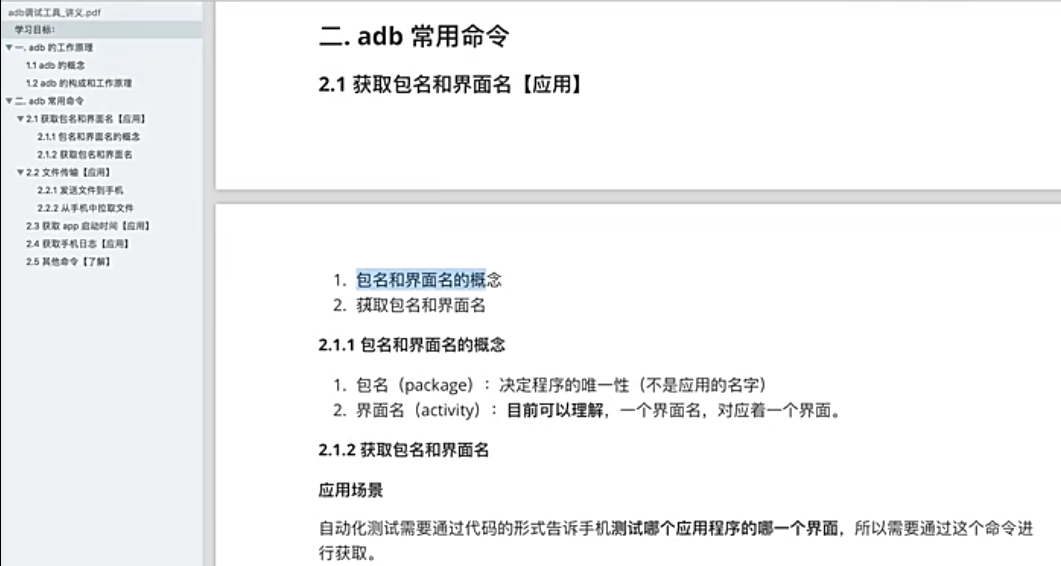 adb调试工具_讲义.pdf
学习目标：
一. adb 的工作原理
1.1 adb 的概念
1.2 adb 的构成和工作原理
二. adb 常用命令
2.1 获取包名和界面名【应用】
2.1.1 包名和界面名的概念
2.1.2 获取包名和界面名
2.2 文件传输【应用】
2.2.1 发送文件到手机
2.2.2 从手机中拉取文件
2.3 获取 app 启动时间【应用】
2.4 获取手机日志【应用】
2.5 其他命令【了解】
二. adb 常用命令
2.1 获取包名和界面名【应用】
1. 包名和界面名的概念
2. 获取包名和界面名
2.1.1 包名和界面名的概念
1. 包名（package）：决定程序的唯一性（不是应用的名字）
2. 界面名（activity）：目前可以理解，一个界面名，对应着一个界面。
2.1.2 获取包名和界面名
应用场景
自动化测试需要通过代码的形式告诉手机测试哪个应用程序的哪一个界面，所以需要通过这个命令进
行获取。